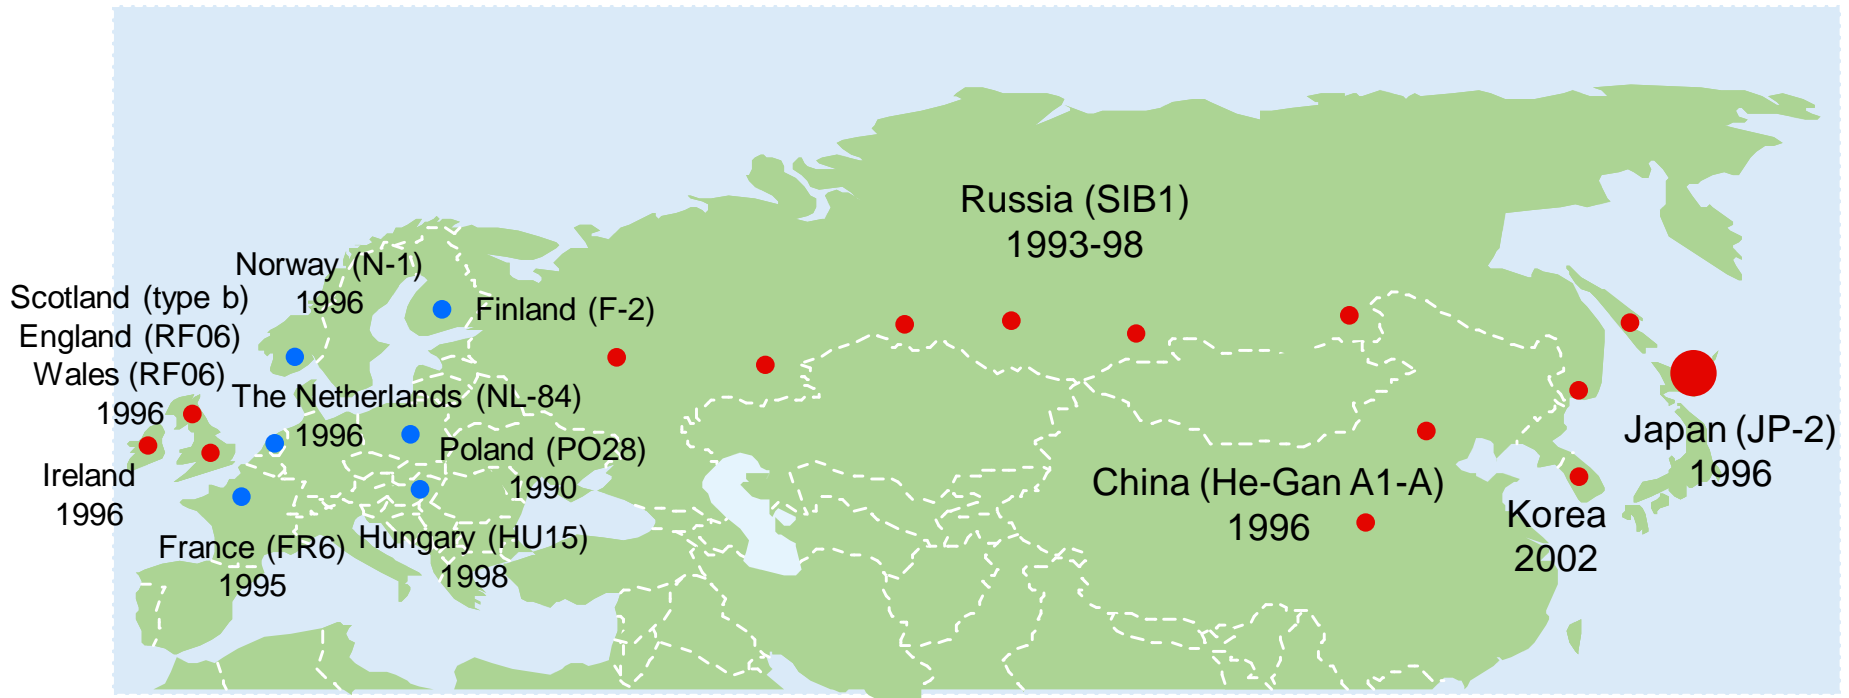 Russia (SIB1)
1993-98
Norway (N-1)
1996
Scotland (type b)
England (RF06)
Wales (RF06)
1996
Finland (F-2)
The Netherlands (NL-84)
1996
Poland (PO28)
1990
Ireland
1996
France (FR6)
1995
Hungary (HU15)
1998
China (He-Gan A1-A)
1996
Korea
2002
Japan (JP-2)
1996